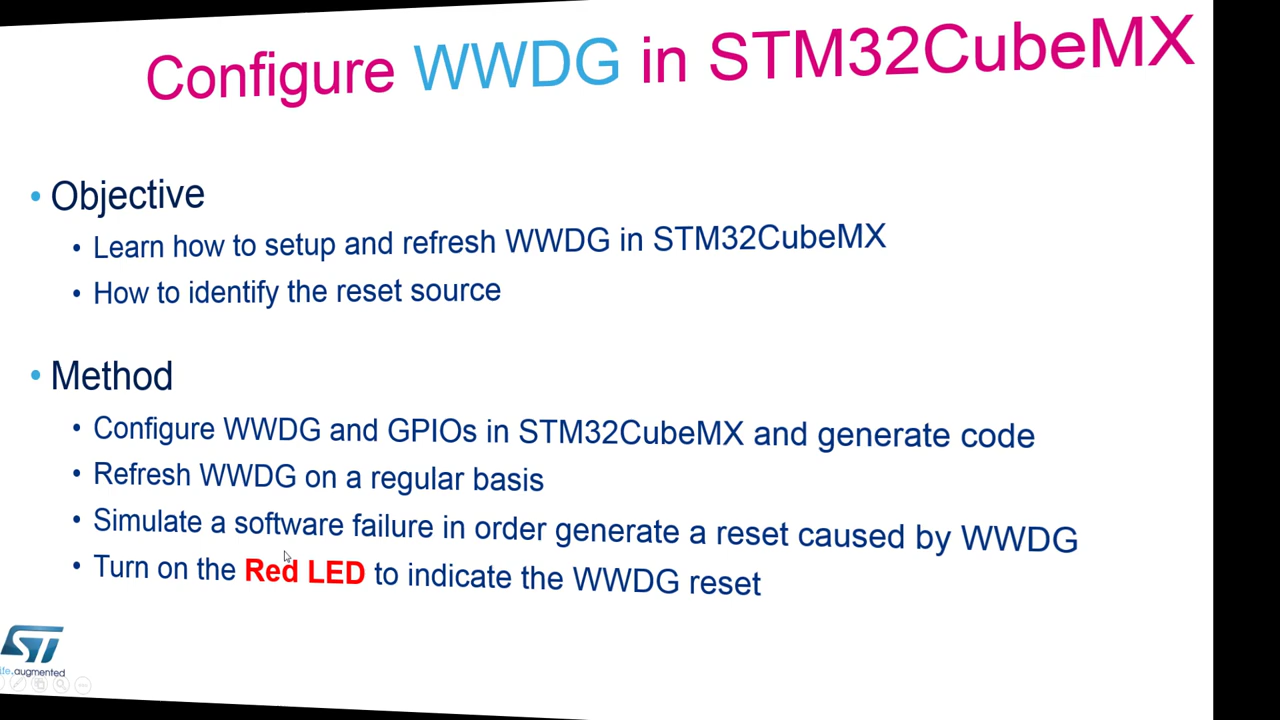 Configure WWDG in STM32CubeMX
• Objective
• Learn how to setup and refresh WWDG in STM32CubeMX
• How to identify the reset source
• Method
• Configure WWDG and GPIOs in STM32CubeMX and generate code
• Refresh WWDG on a regular basis
• Simulate a software failure in order generate a reset caused by WWDG
• Turn on the Red LED to indicate the WWDG reset
ST
life.augmented